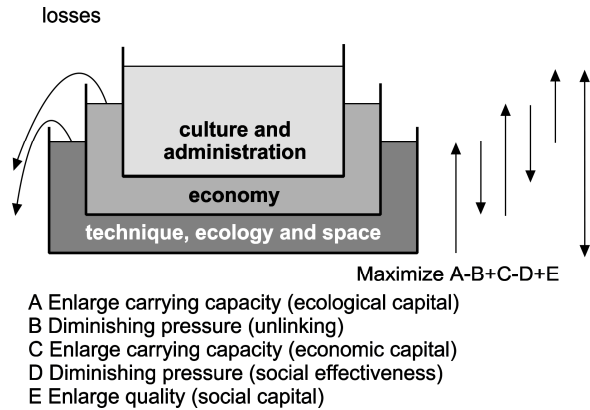 losses
culture and
administration
economy
technique, ecology and space
Maximize A-B+C-D+E
A Enlarge carrying capacity (ecological capital)
B Diminishing pressure (unlinking)
C Enlarge carrying capacity (economic capital)
D Diminishing pressure (social effectiveness)
E Enlarge quality (social capital)